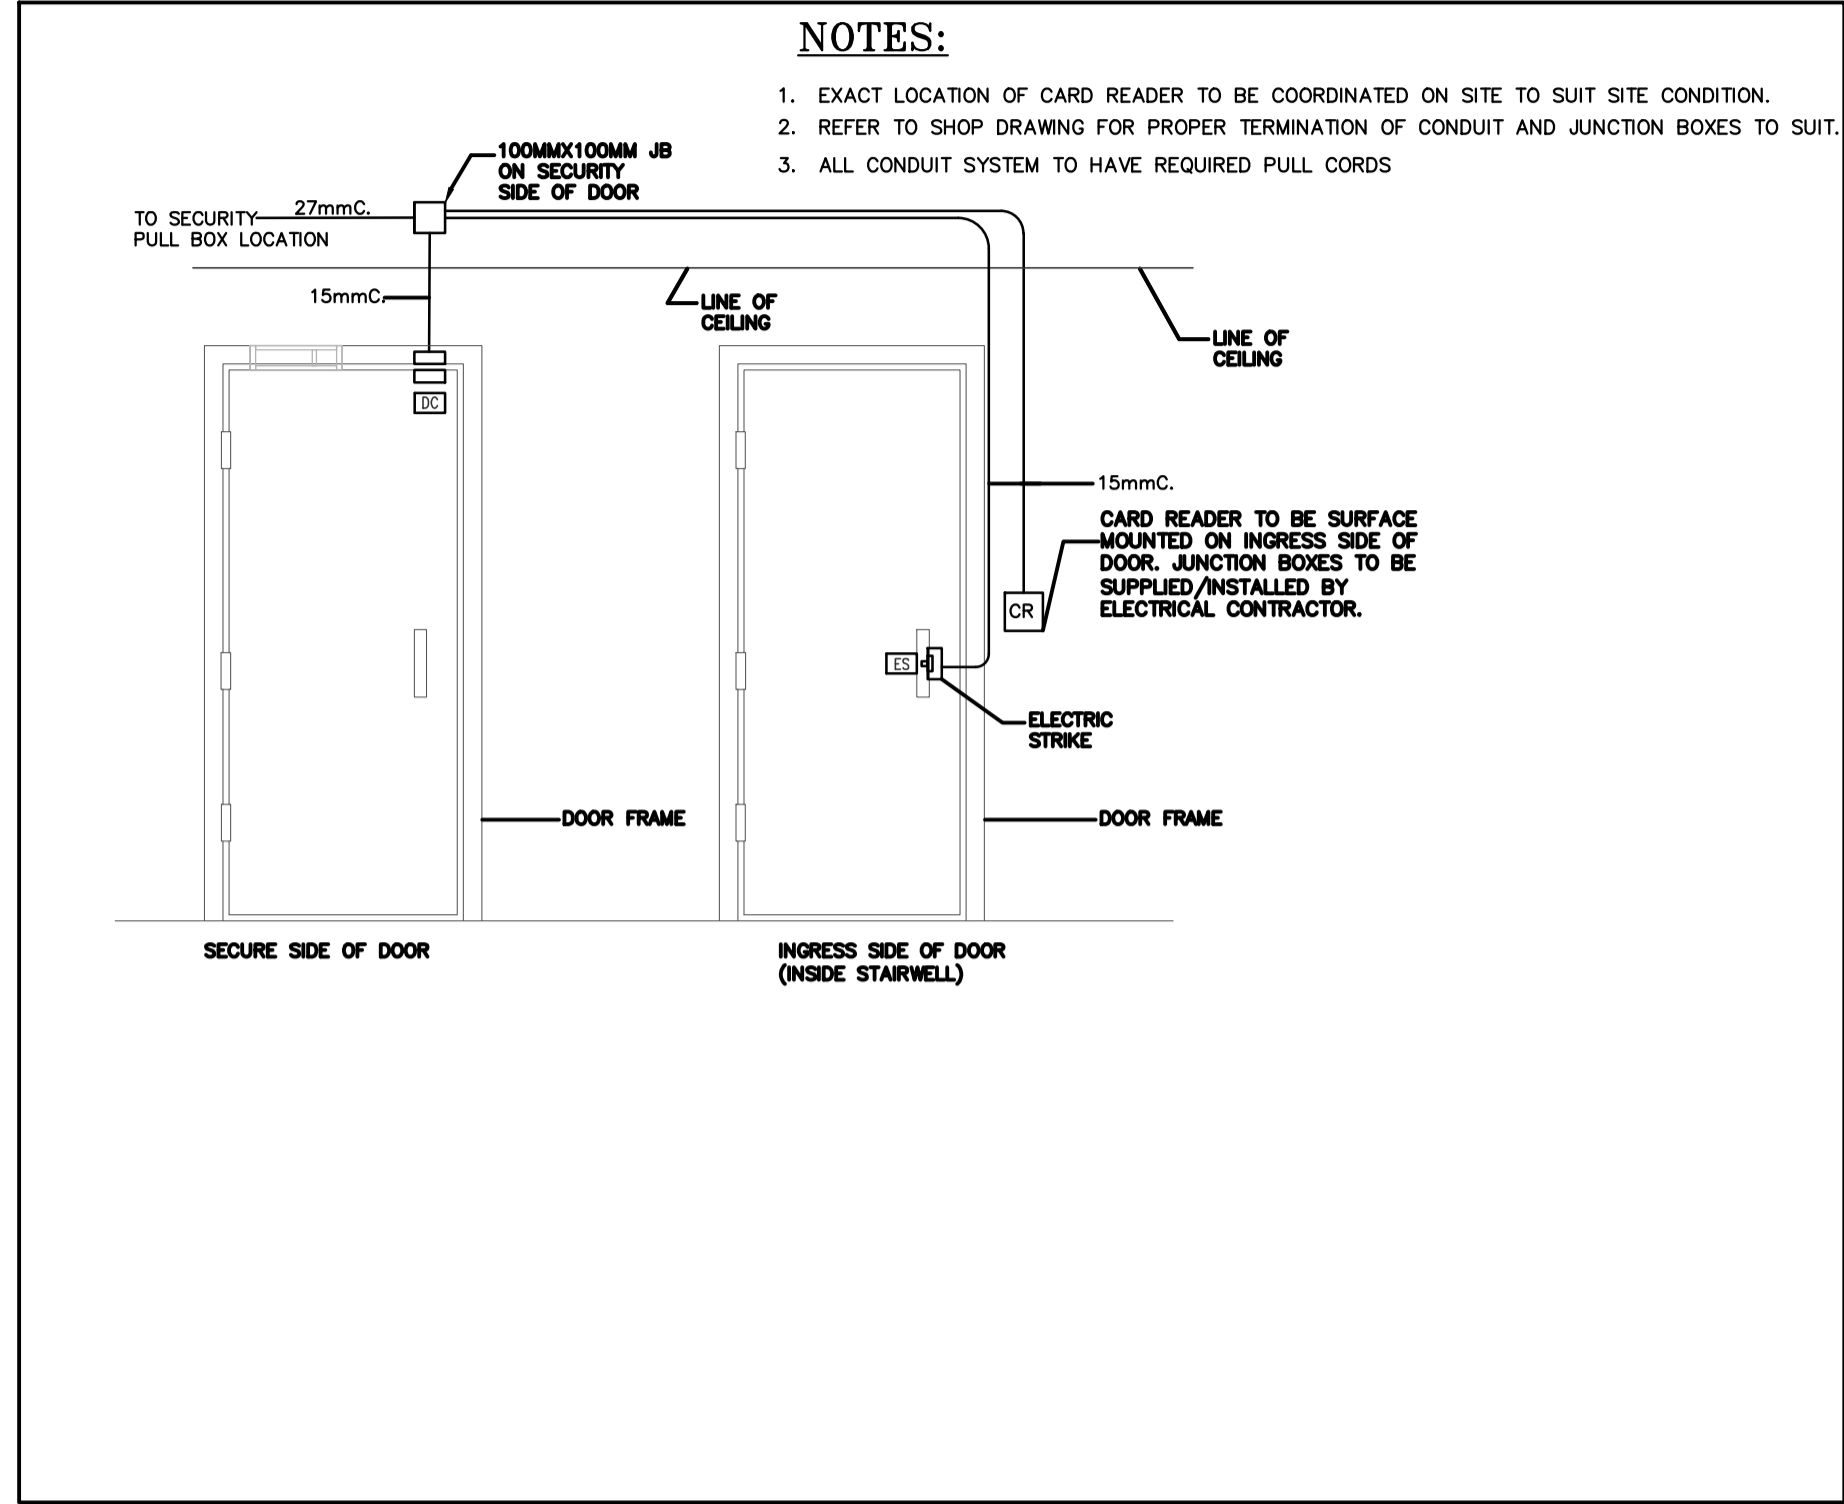 NOTES:
1. EXACT LOCATION OF CARD READER TO BE COORDINATED ON SITE TO SUIT SITE CONDITION.
2. REFER TO SHOP DRAWING FOR PROPER TERMINATION OF CONDUIT AND JUNCTION BOXES TO SUIT.
3. ALL CONDUIT SYSTEM TO HAVE REQUIRED PULL CORDS
100MMX100MM JB
ON SECURITY
SIDE OF DOOR
27mmC.
TO SECURITY
PULL BOX LOCATION
15mmC.
LINE OF
CEILING
LINE OF
CEILING
DC
15mmC.
CARD READER TO BE SURFACE
MOUNTED ON INGRESS SIDE OF
DOOR. JUNCTION BOXES TO BE
SUPPLIED/INSTALLED BY
ELECTRICAL CONTRACTOR.
CR
ES
ELECTRIC
STRIKE
DOOR FRAME
DOOR FRAME
SECURE SIDE OF DOOR
INGRESS SIDE OF DOOR
(INSIDE STAIRWELL)